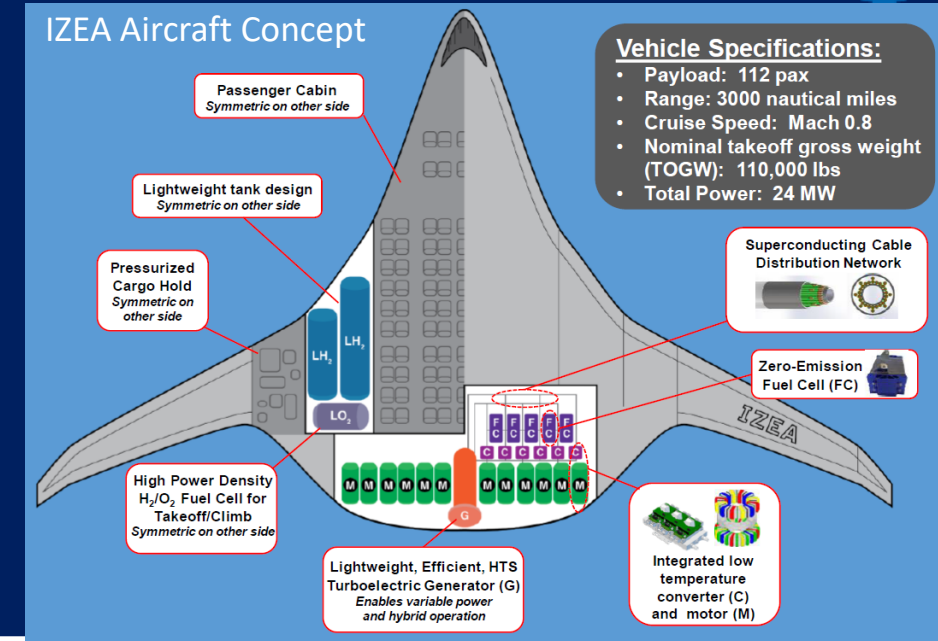 IZEA Aircraft Concept
Vehicle Specifications:
• Payload: 112 pax
• Range: 3000 nautical miles
• Cruise Speed: Mach 0.8
• Nominal takeoff gross weight
(TOGW): 110,000 lbs
• Total Power: 24 MW
Passenger Cabin
Symmetric on other side
Lightweight tank design
Symmetric on other side
Pressurized
Cargo Hold
Symmetric on
other side
Superconducting Cable
Distribution Network
Zero-Emission
Fuel Cell (FC)
LH₂
LH₂
LO₂
IZEA
F F F F F
C C C C C
C C C C C C
M M M M M M M M M M M M
G
High Power Density
H₂/O₂ Fuel Cell for
Takeoff/Climb
Symmetric on other side
Lightweight, Efficient, HTS
Turboelectric Generator (G)
Enables variable power
and hybrid operation
Integrated low
temperature
converter (C)
and motor (M)